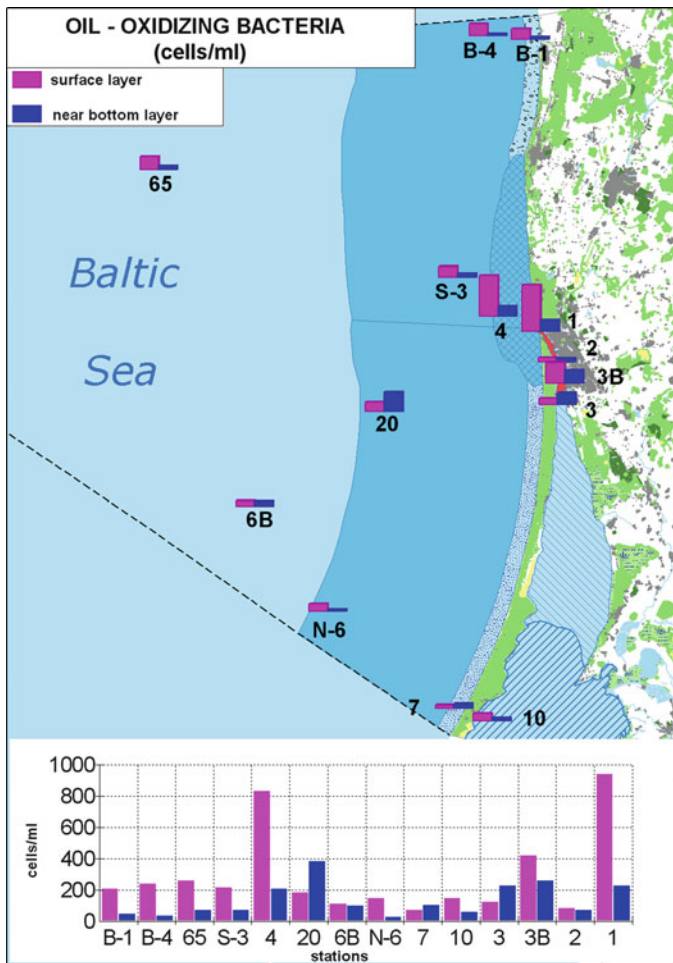 OIL - OXIDIZING BACTERIA
(cells/ml)
surface layer
near bottom layer
B-4
B-1
65
Baltic
Sea
S-3
4
1
2
3B
3
20
6B
N-6
7
10
1000
800
600
400
200
0
cells/ml
B-1 B-4 65 S-3 4 20 6B N-6 7 10 3 3B 2 1
stations